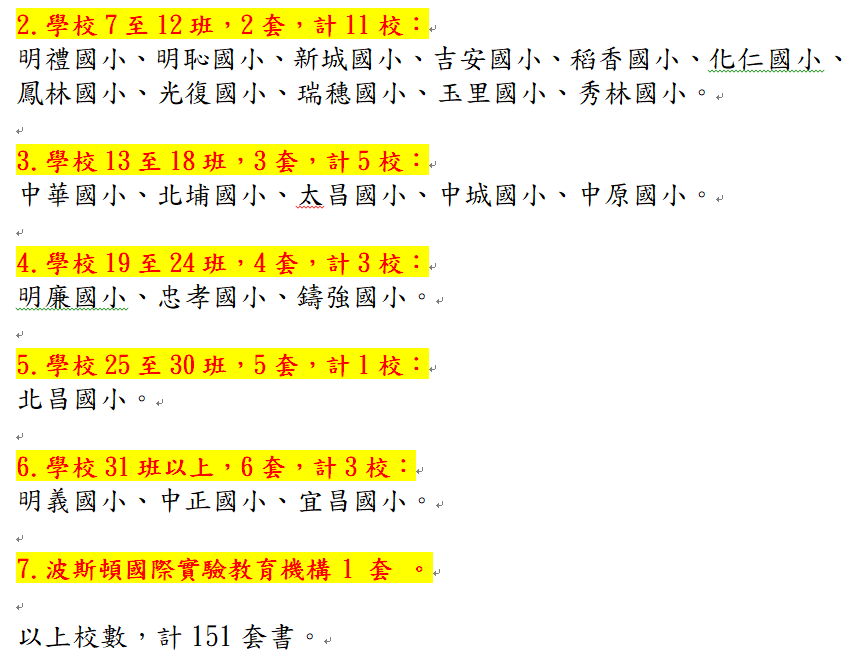 2.學校 7 至 12 班，2 套，計 11 校：
明禮國小、明恥國小、新城國小、吉安國小、稻香國小、化仁國小、
鳳林國小、光復國小、瑞穗國小、玉里國小、秀林國小。
3.學校 13 至 18 班，3 套，計 5 校：
中華國小、北埔國小、太昌國小、中城國小、中原國小。
4.學校 19 至 24 班，4 套，計 3 校：
明廉國小、忠孝國小、鑄強國小。
5.學校 25 至 30 班，5 套，計 1 校：
北昌國小。
6.學校 31 班以上，6 套，計 3 校：
明義國小、中正國小、宜昌國小。
7.波斯頓國際實驗教育機構 1 套 。
以上校數，計 151 套書。